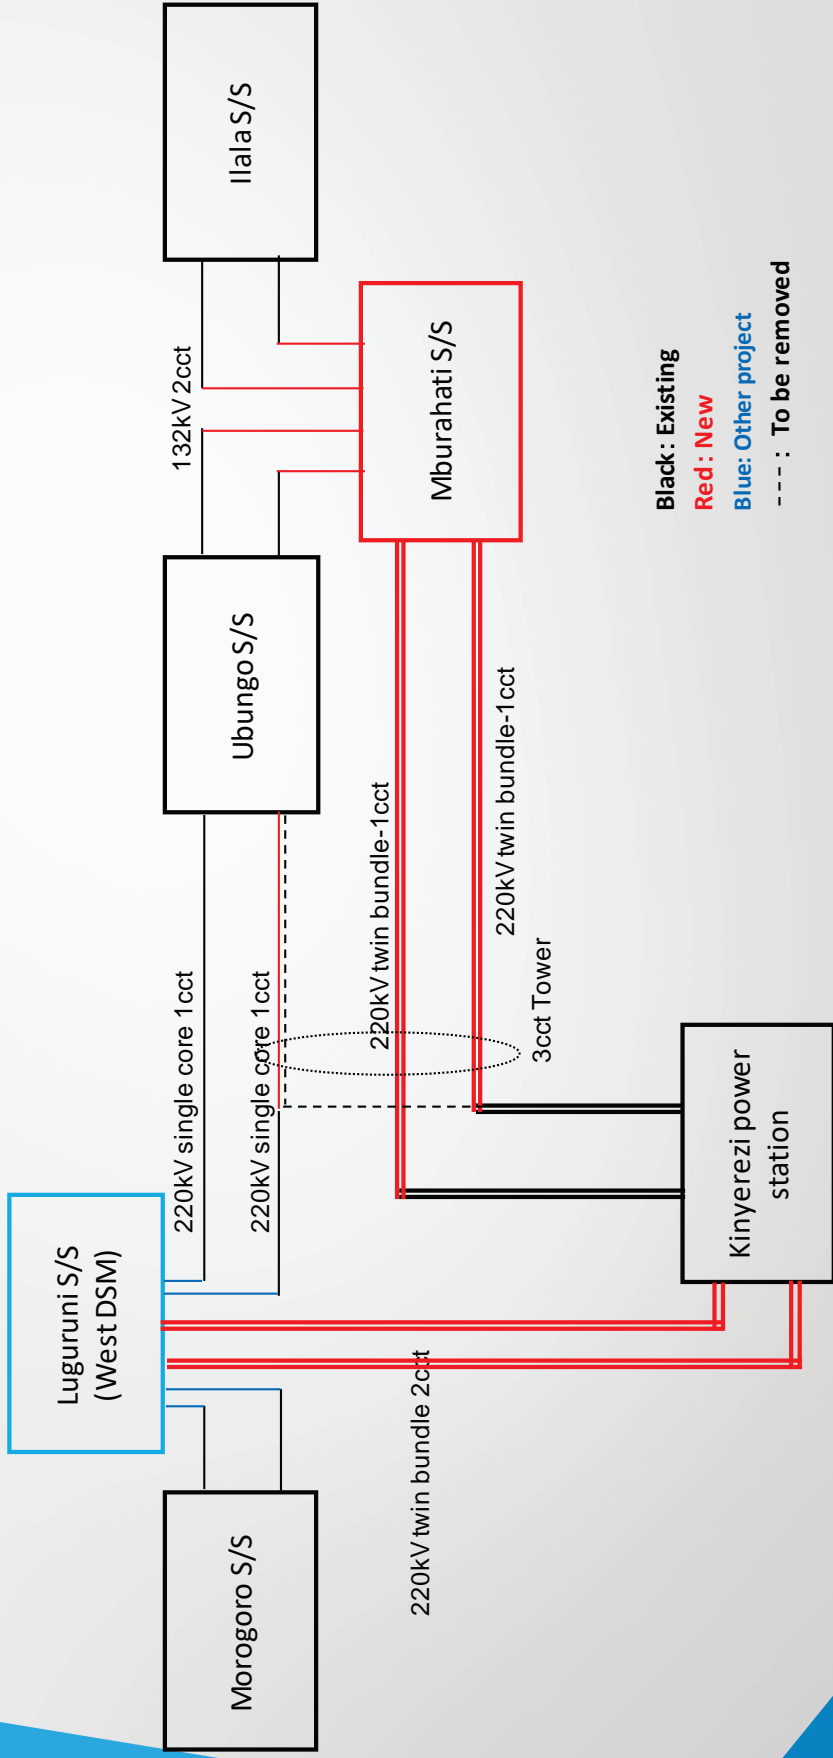 Luguruni S/S
(West DSM)
Morogoro S/S
Ubungo S/S
Ilala S/S
220kV single core 1cct
220kV single core 1cct
132kV 2cct
220kV twin bundle-1cct
220kV twin bundle-1cct
3cct Tower
Mburahati S/S
220kV twin bundle 2cct
Kinyerezi power
station
Black : Existing
Red : New
Blue: Other project
--- : To be removed